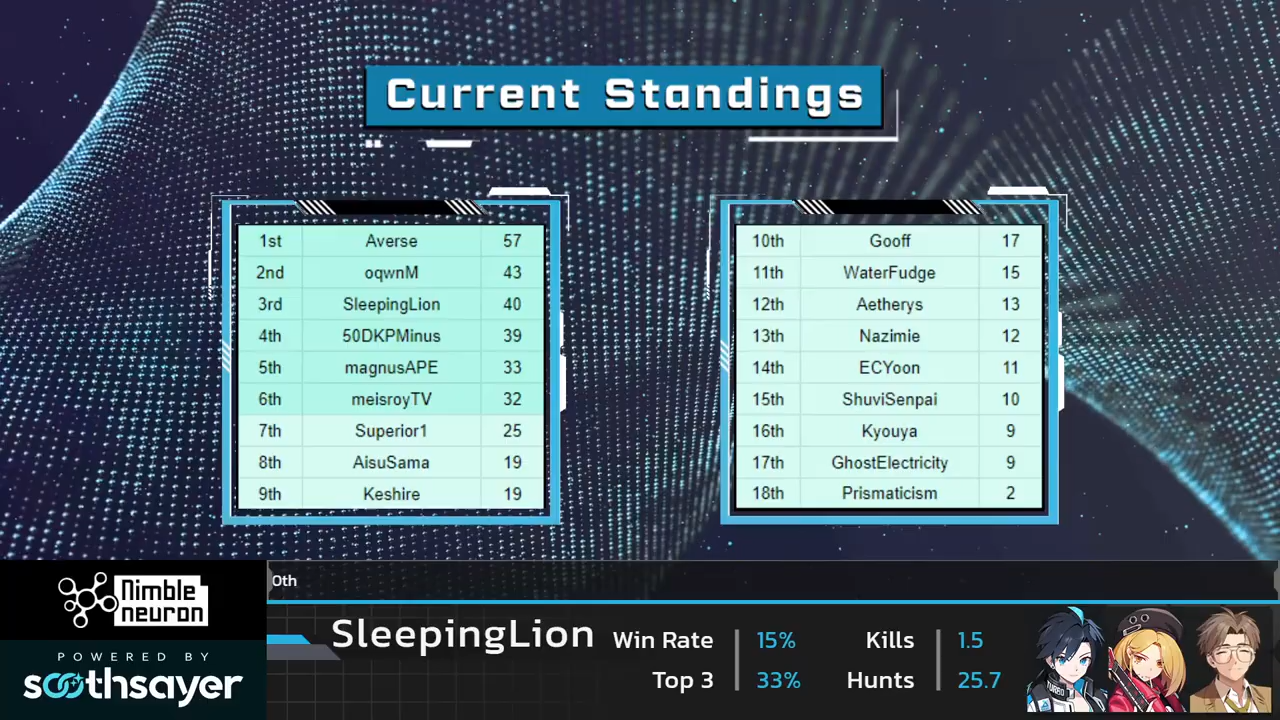 Current Standings
1st Averse 57
2nd oqwnM 43
3rd SleepingLion 40
4th 50DKPMinus 39
5th magnusAPE 33
6th meisroyTV 32
7th Superior1 25
8th AisuSama 19
9th Keshire 19
10th Gooff 17
11th WaterFudge 15
12th Aetherys 13
13th Nazimie 12
14th ECYoon 11
15th ShuviSenpai 10
16th Kyouya 9
17th GhostElectricity 9
18th Prismaticism 2
Nimble
neuron
0th
POWERED BY
soothsayer
SleepingLion
Win Rate 15% Kills 1.5
Top 3 33% Hunts 25.7